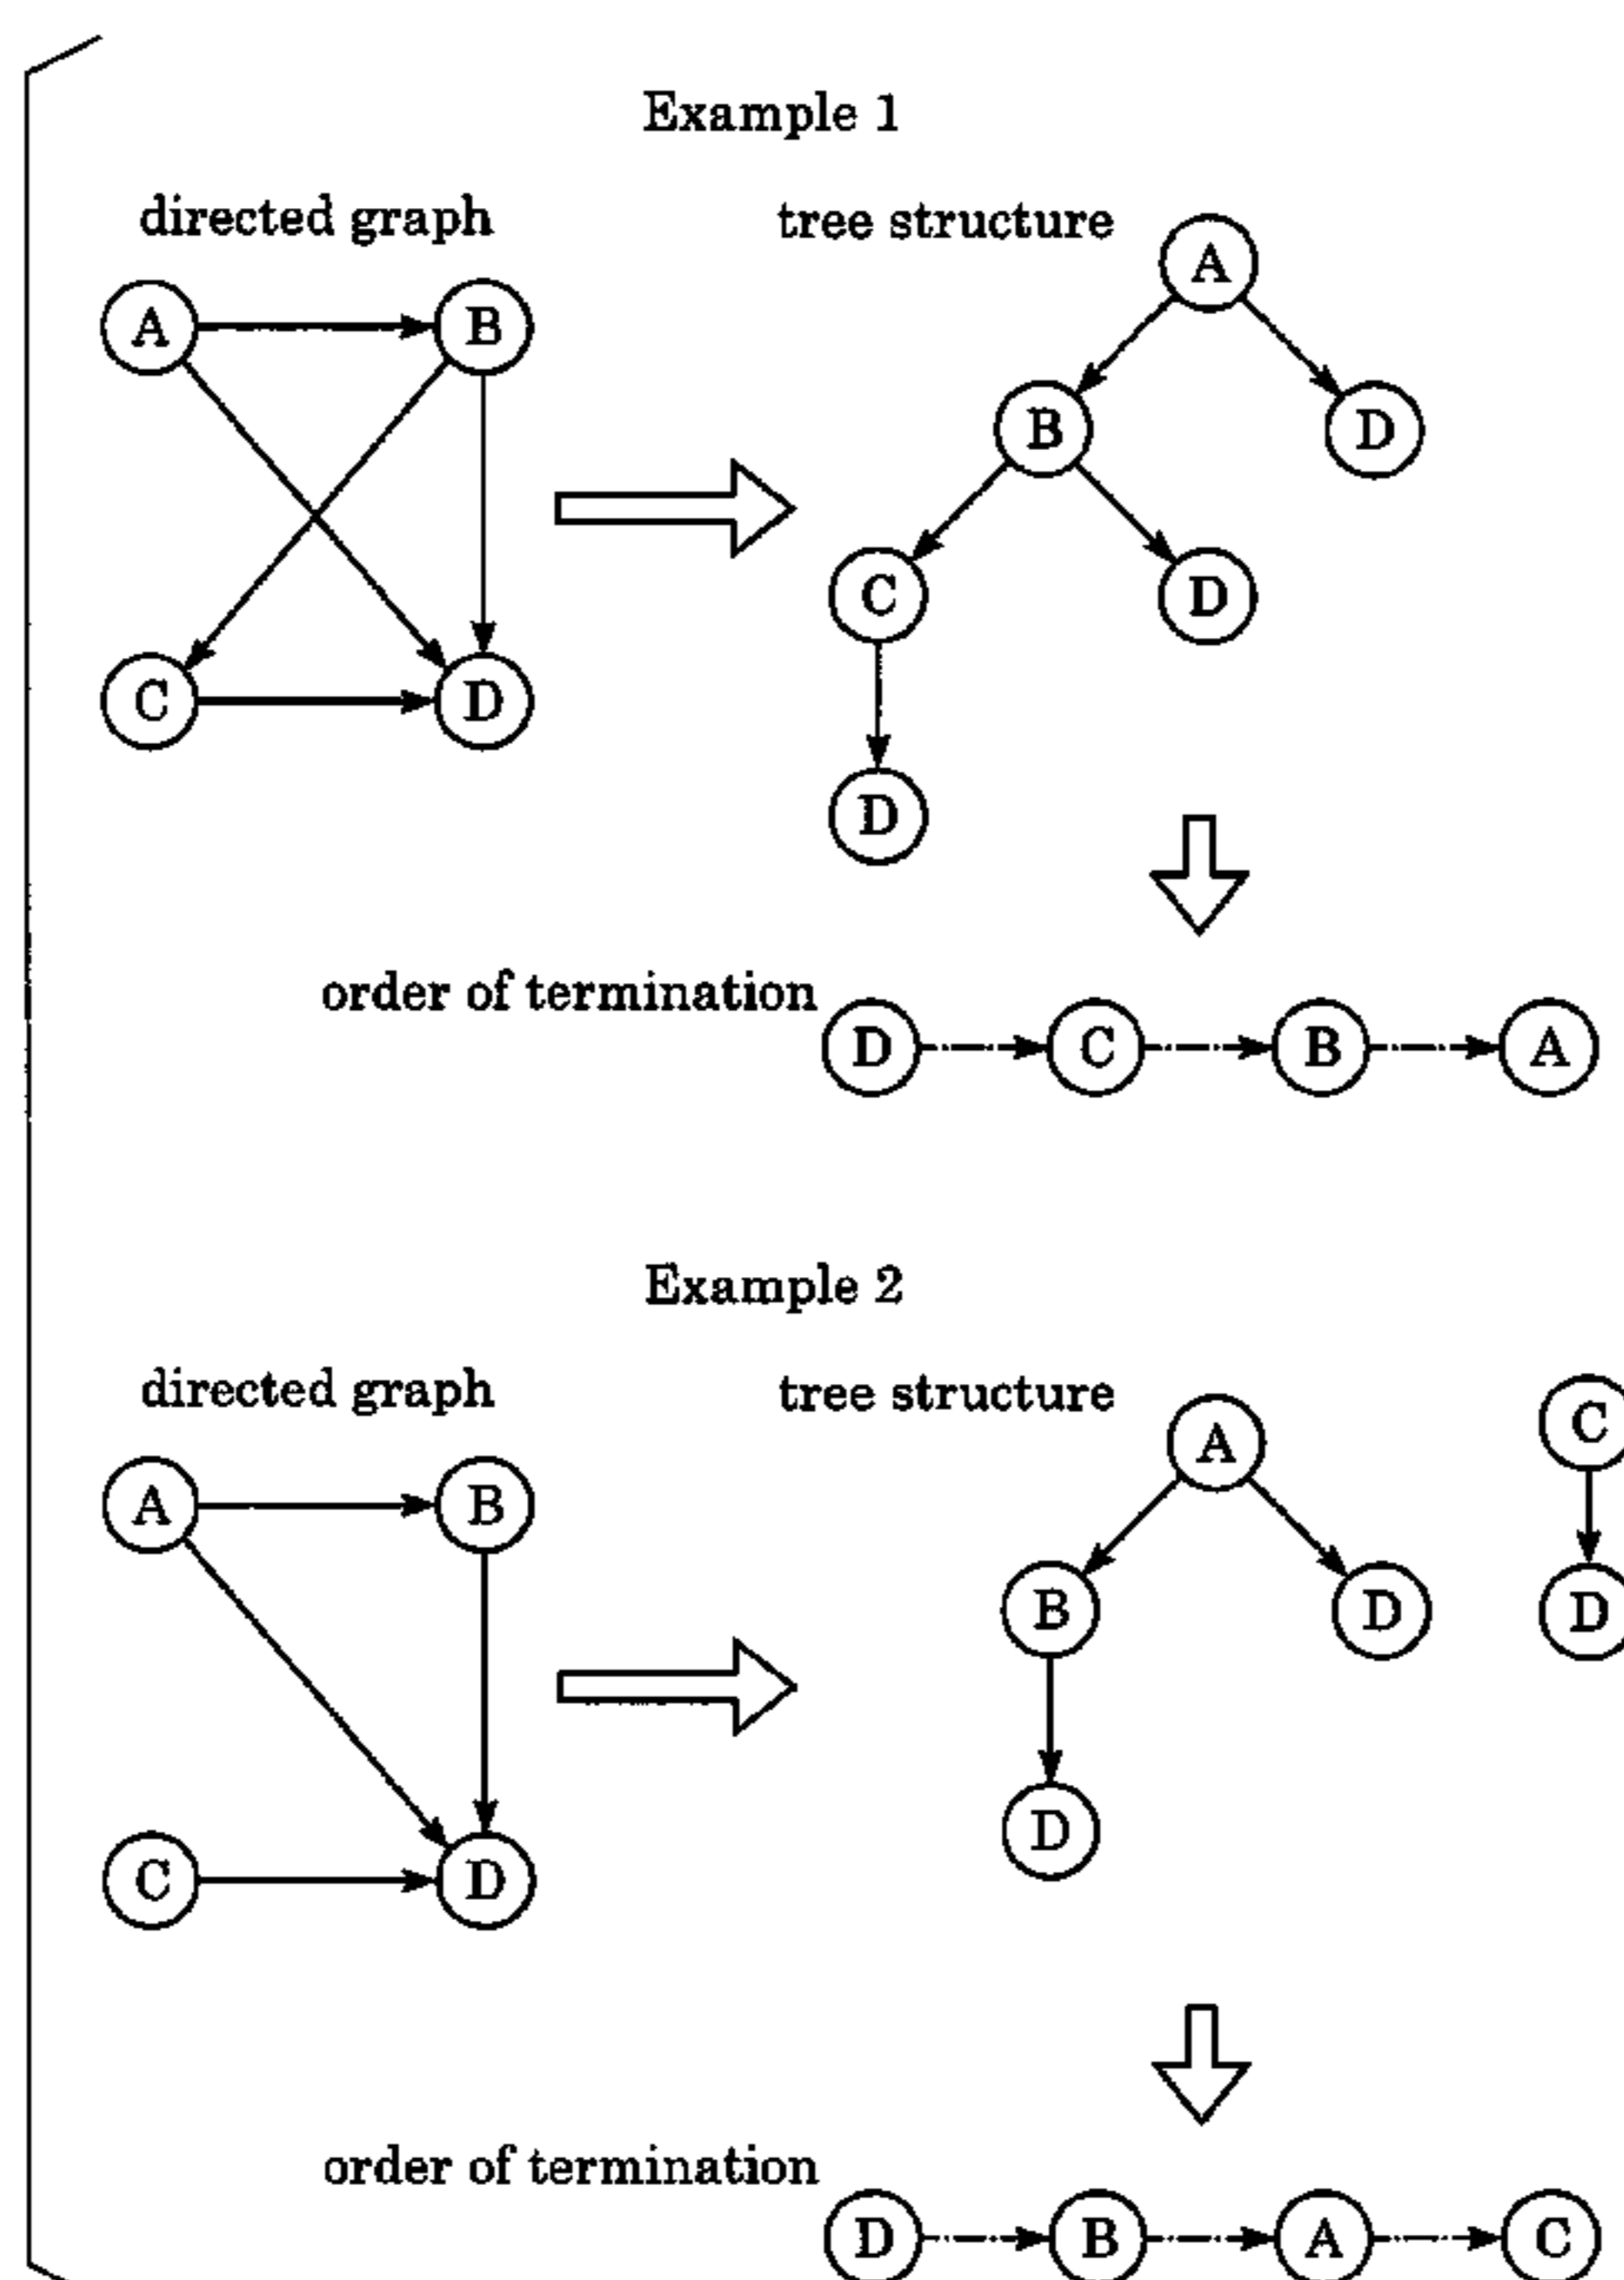 Example 1
directed graph
tree structure
A
A B
B D
C D
C D
D
order of termination
D C B A
Example 2
directed graph
tree structure
C
A
A B
B D D
D
C D
order of termination
D B A C